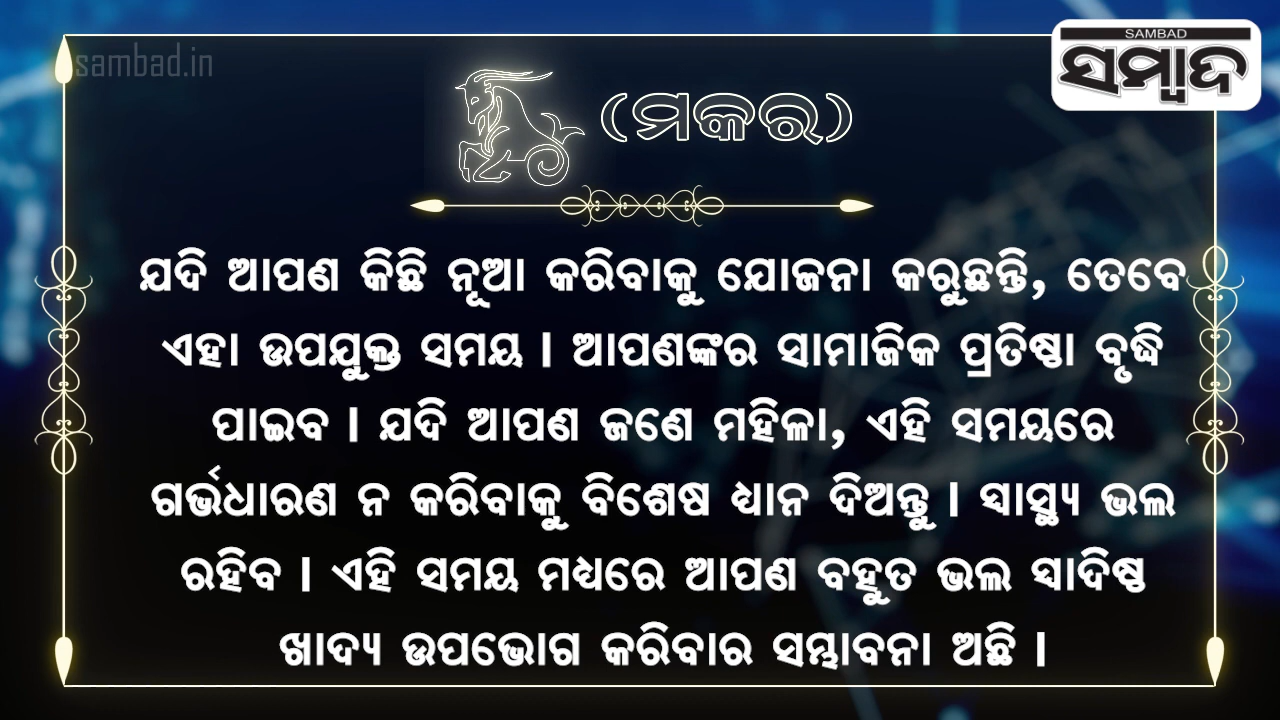 sambad.in
SAMBAD
ସମ୍ବାଦ
(ମକର)
ଯଦି ଆପଣ କିଛି ନୂଆ କରିବାକୁ ଯୋଜନା କରୁଛନ୍ତି, ତେବେ
ଏହା ଉପଯୁକ୍ତ ସମୟ । ଆପଣଙ୍କର ସାମାଜିକ ପ୍ରତିଷ୍ଠା ବୃଦ୍ଧି
ପାଇବ । ଯଦି ଆପଣ ଜଣେ ମହିଳା, ଏହି ସମୟରେ
ଗର୍ଭଧାରଣ ନ କରିବାକୁ ବିଶେଷ ଧ୍ୟାନ ଦିଅନ୍ତୁ । ସ୍ୱାସ୍ଥ୍ୟ ଭଲ
ରହିବ । ଏହି ସମୟ ମଧ୍ୟରେ ଆପଣ ବହୁତ ଭଲ ସ୍ୱାଦିଷ୍ଟ
ଖାଦ୍ୟ ଉପଭୋଗ କରିବାର ସମ୍ଭାବନା ଅଛି ।